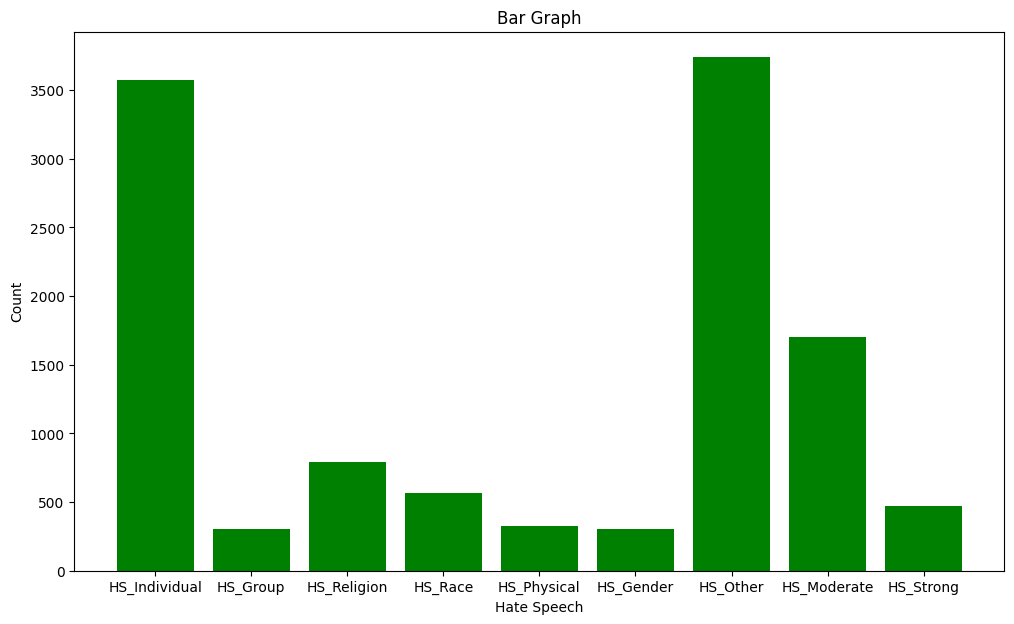 Bar Graph
3500
3000
2500
2000
1500
1000
500
0
Count
HS_Individual HS_Group HS_Religion HS_Race HS_Physical HS_Gender HS_Other HS_Moderate HS_Strong
Hate Speech